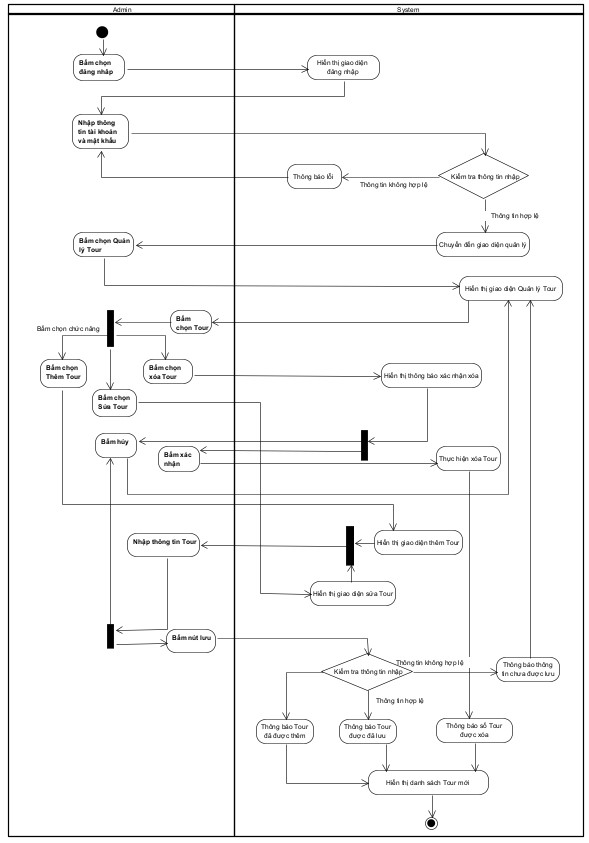 Admin
System
Bấm chọn
đăng nhâp
Hiển thị giao diện
đăng nhập
Nhập thông
tin tài khoản
và mật khẩu
Thông báo lỗi
Thông tin không hợp lệ
Kiểm tra thông tin nhập
Thông tin hợp lệ
Bấm chọn Quản
lý Tour
Chuyển đến giao diện quản lý
Hiển thị giao diện Quản lý Tour
Bấm chọn chức năng
Bấm
chọn Tour
Bấm chọn
Thêm Tour
Bấm chọn
xóa Tour
Hiển thị thông báo xác nhận xóa
Bấm chọn
Sửa Tour
Bấm hủy
Bấm xác
nhận
Thực hiện xóa Tour
Nhập thông tin Tour
Hiển thị giao diện thêm Tour
Hiển thị giao diện sửa Tour
Bấm nút lưu
Kiểm tra thông tin nhập
Thông tin không hợp lệ
Thông báo thông
tin chưa được lưu
Thông tin hợp lệ
Thông báo Tour
đã được thêm
Thông báo Tour
được đã lưu
Thông báo số Tour
được xóa
Hiển thị danh sách Tour mới